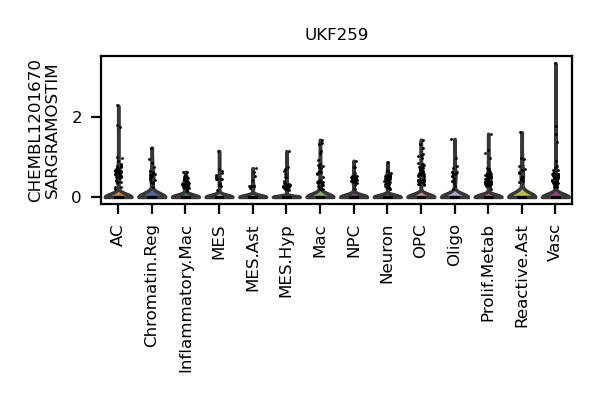 UKF259
CHEMBL1201670
SARGRAMOSTIM
2
0
AC
Chromatin.Reg
Inflammatory.Mac
MES
MES.Ast
MES.Hyp
Mac
NPC
Neuron
OPC
Oligo
Prolif.Metab
Reactive.Ast
Vasc